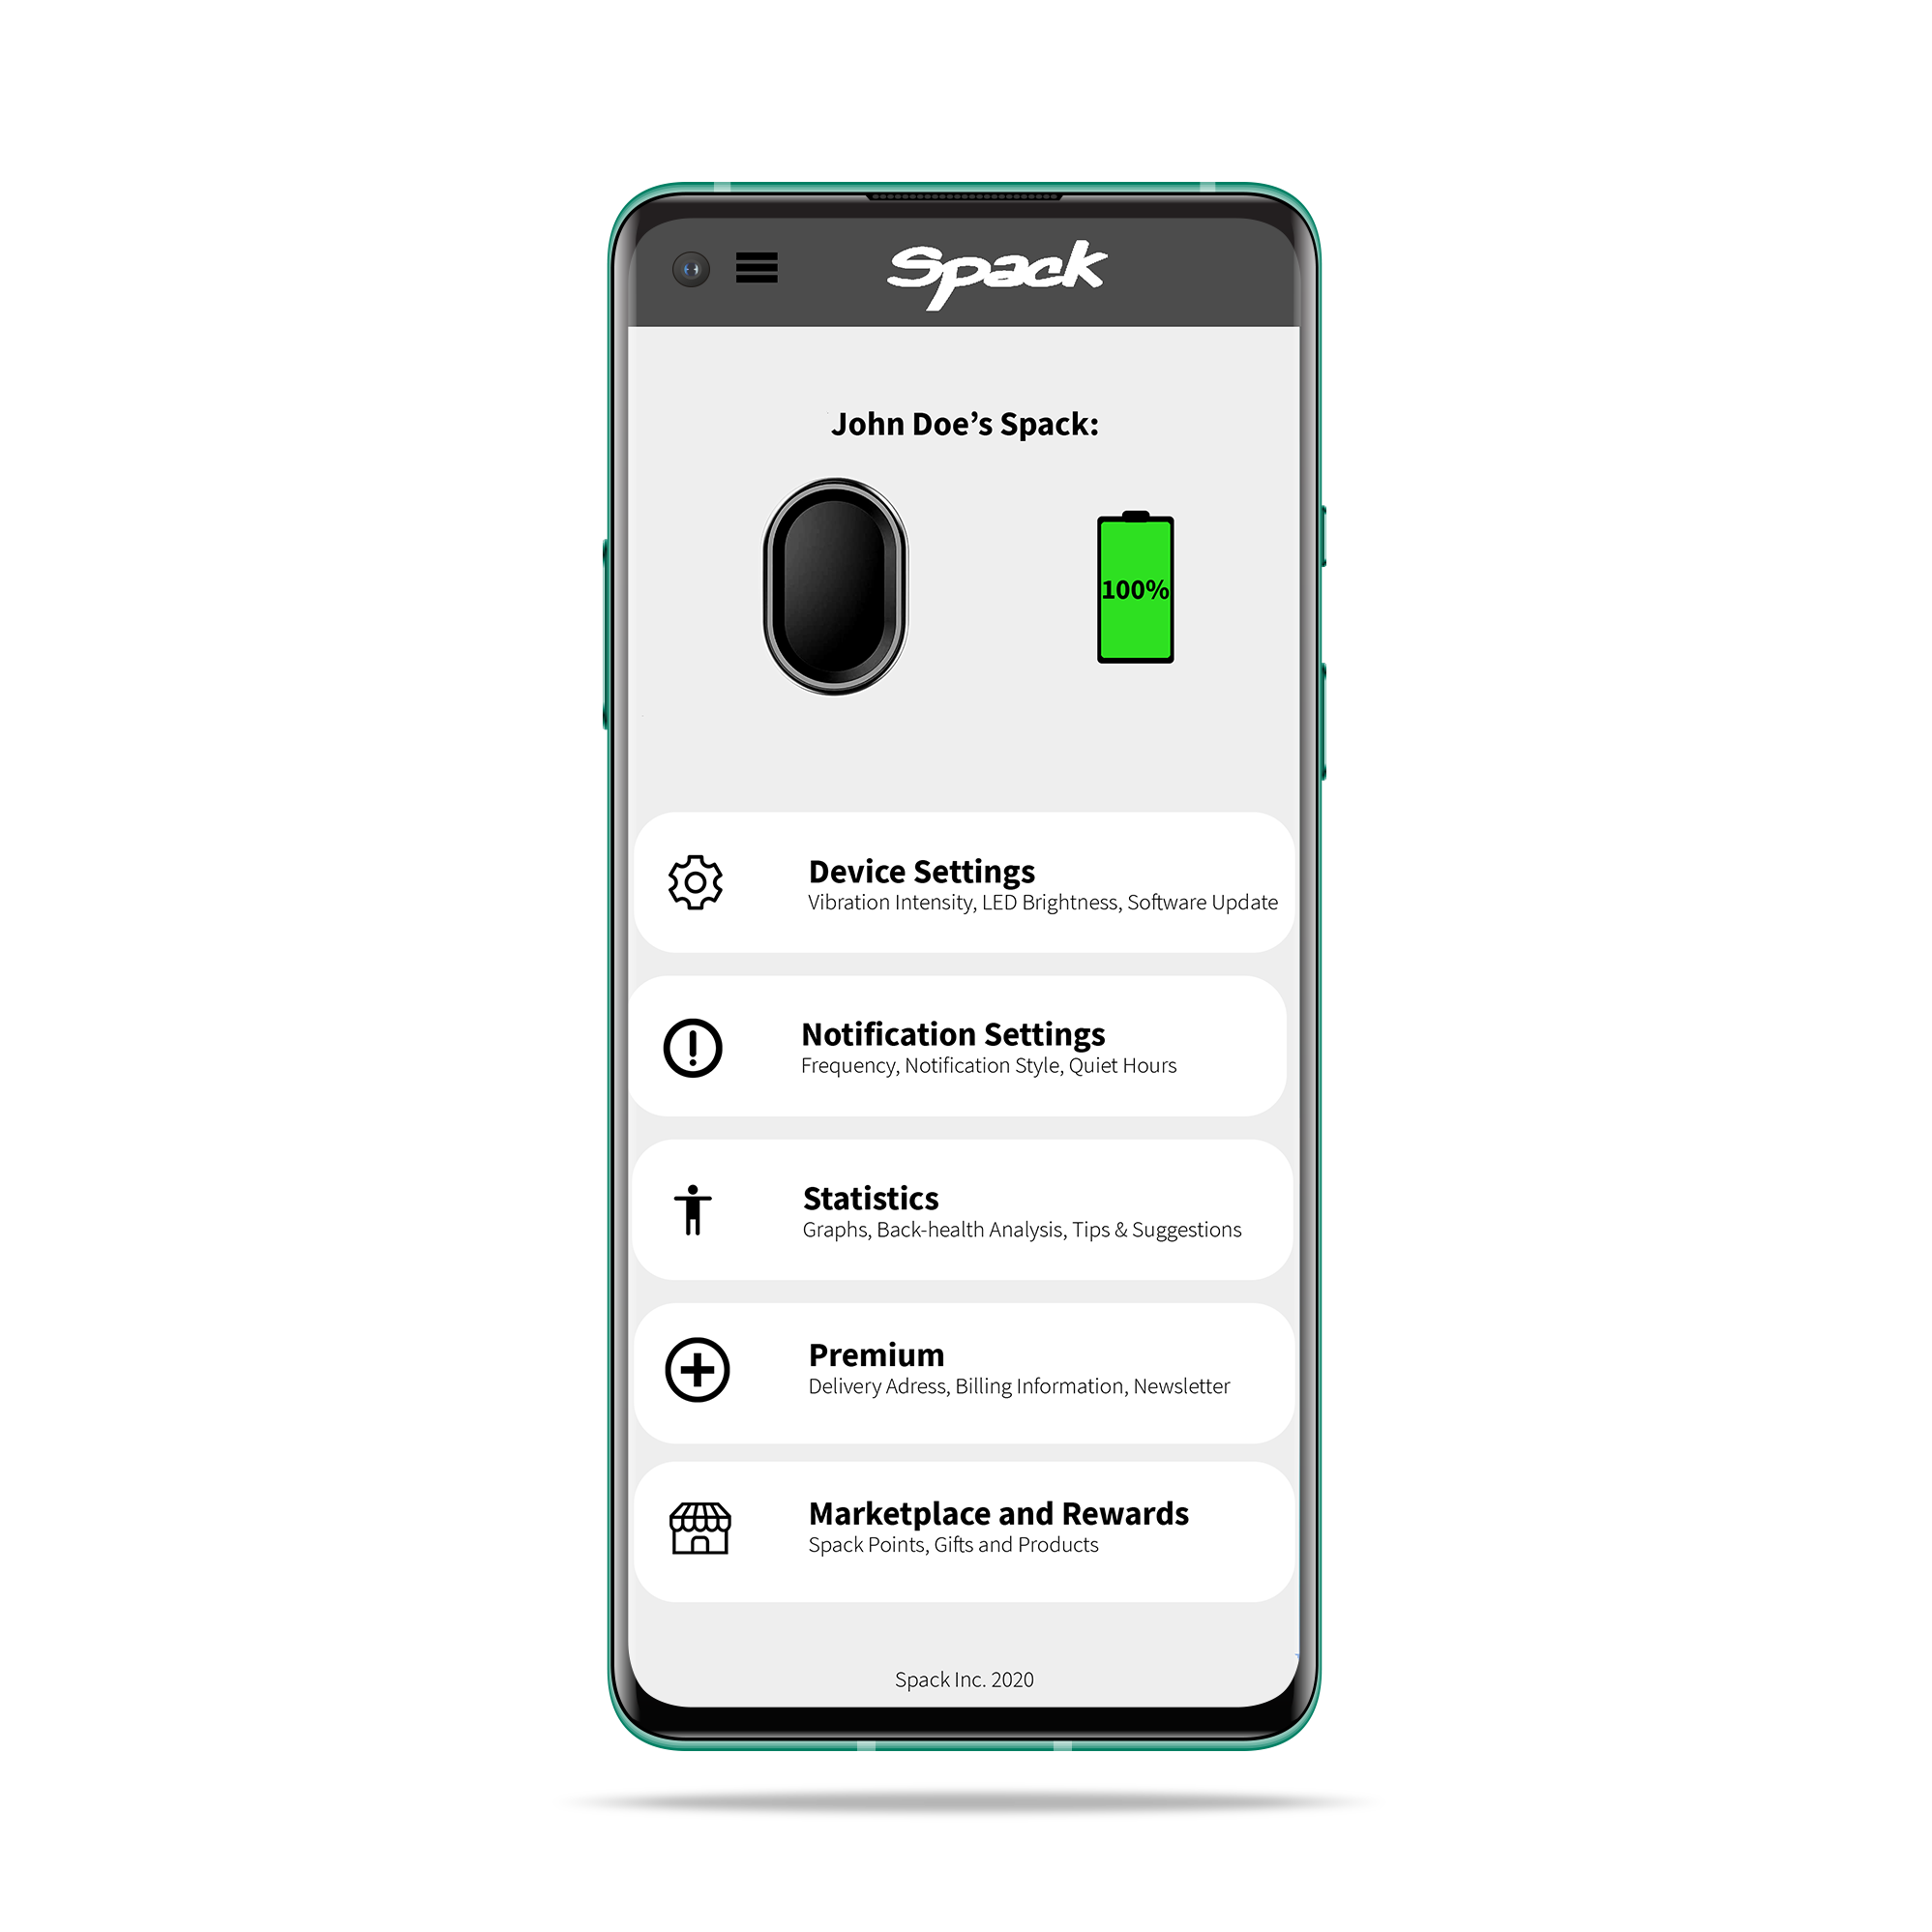 Spack
John Doe’s Spack:
100%
Device Settings
Vibration Intensity, LED Brightness, Software Update
Notification Settings
Frequency, Notification Style, Quiet Hours
Statistics
Graphs, Back-health Analysis, Tips & Suggestions
Premium
Delivery Adress, Billing Information, Newsletter
Marketplace and Rewards
Spack Points, Gifts and Products
Spack Inc. 2020